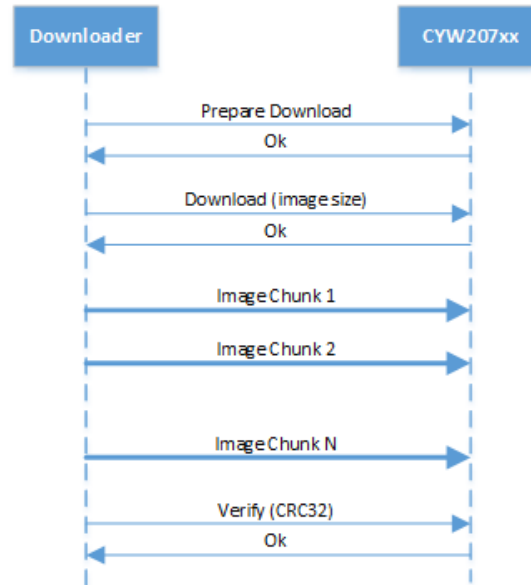 Downloader
CYW207xx
Prepare Download
Ok
Download (image size)
Ok
Image Chunk 1
Image Chunk 2
Image Chunk N
Verify (CRC32)
Ok